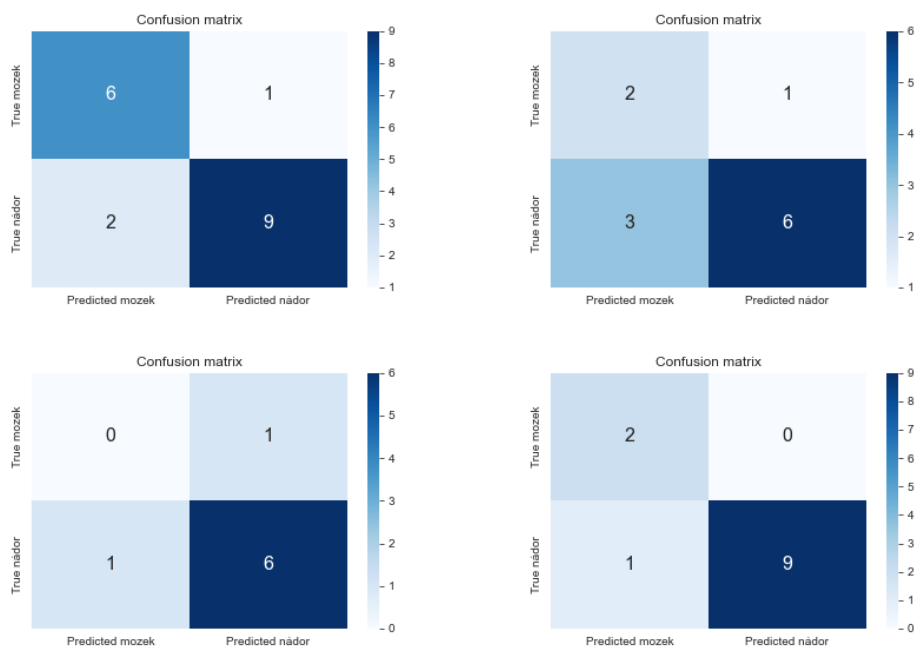 Confusion matrix
True mozek
True nádor
6
1
2
9
Predicted mozek
Predicted nádor
9
8
7
6
5
4
3
2
1
Confusion matrix
True mozek
True nádor
2
1
3
6
Predicted mozek
Predicted nádor
6
5
4
3
2
1
Confusion matrix
True mozek
True nádor
0
1
1
6
Predicted mozek
Predicted nádor
6
5
4
3
2
1
0
Confusion matrix
True mozek
True nádor
2
0
1
9
Predicted mozek
Predicted nádor
9
8
7
6
5
4
3
2
1
0